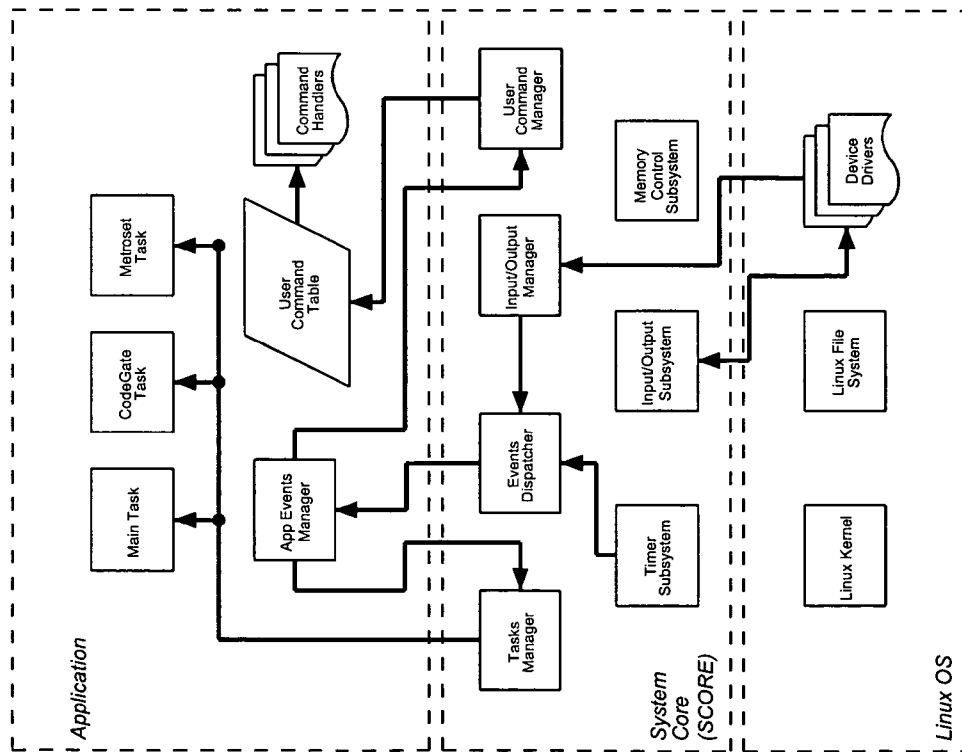 Application
Main Task
CodeGate
Task
Metroset
Task
App Events
Manager
User
Command
Table
Command
Handlers
System
Core
(SCORE)
Tasks
Manager
Events
Dispatcher
Input/Output
Manager
User
Command
Manager
Timer
Subsystem
Input/Output
Subsystem
Memory
Control
Subsystem
Linux OS
Linux Kernel
Linux File
System
Device
Drivers